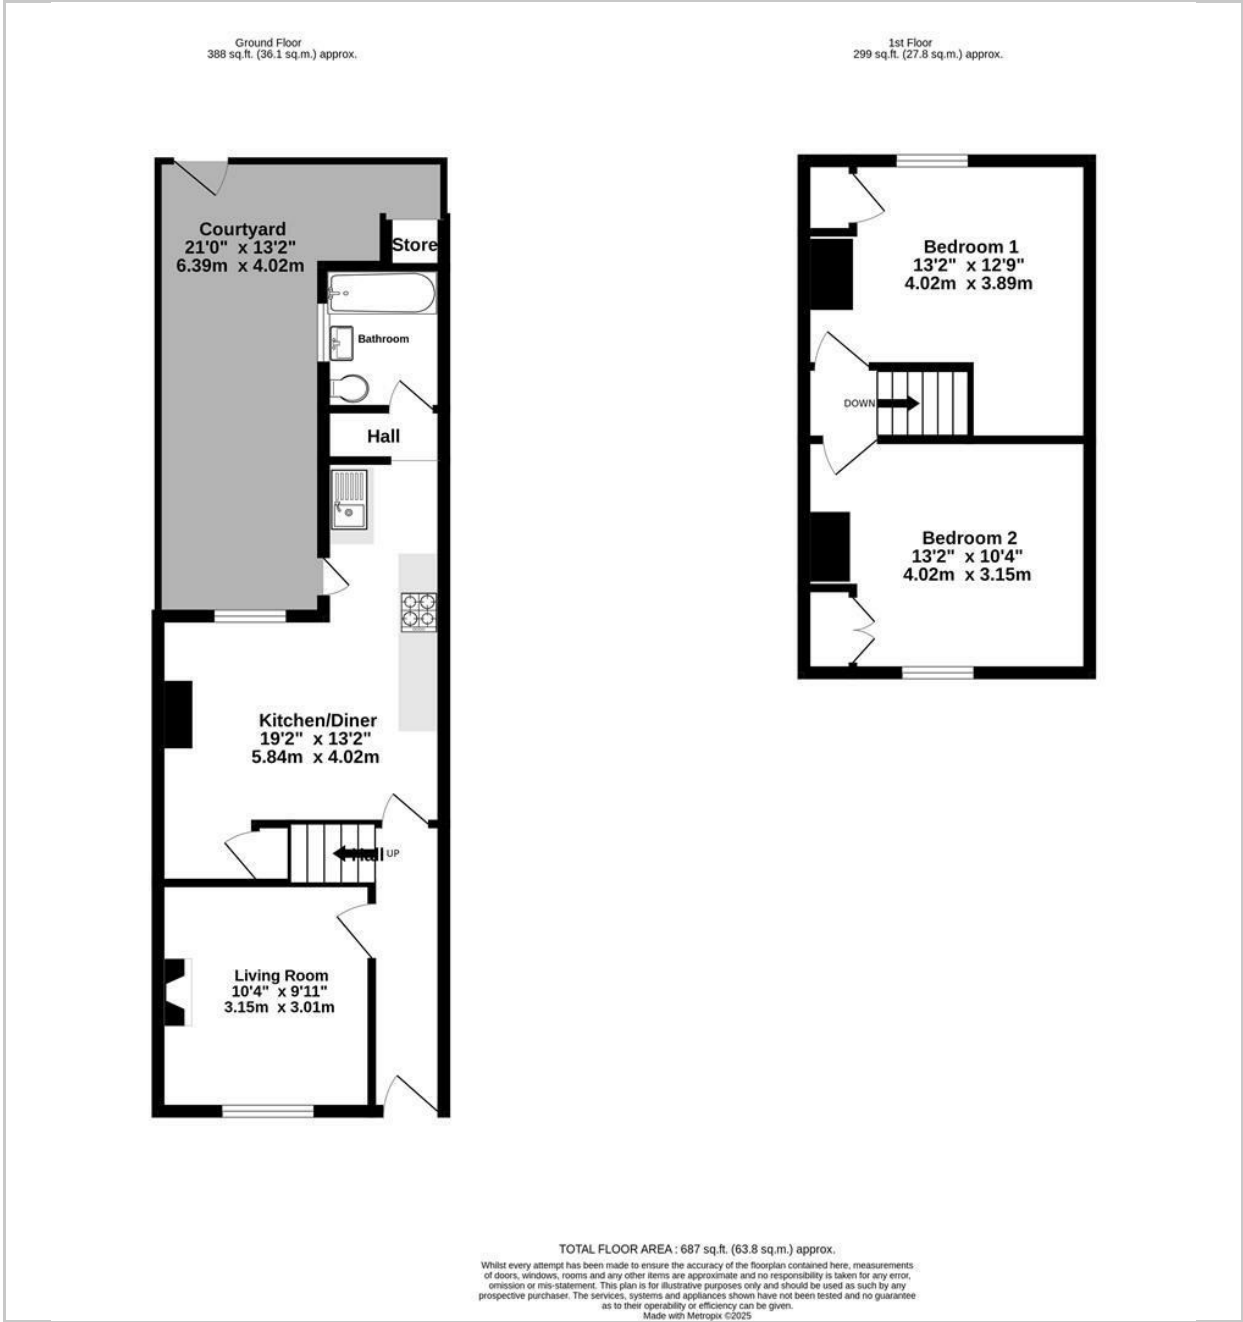 Ground Floor
388 sq.ft. (36.1 sq.m.) approx.
1st Floor
299 sq.ft. (27.8 sq.m.) approx.
Courtyard
21'0" x 13'2"
6.39m x 4.02m
Store
Bathroom
Hall
Kitchen/Diner
19'2" x 13'2"
5.84m x 4.02m
Hall UP
Living Room
10'4" x 9'11"
3.15m x 3.01m
Bedroom 1
13'2" x 12'9"
4.02m x 3.89m
DOWN
Bedroom 2
13'2" x 10'4"
4.02m x 3.15m
TOTAL FLOOR AREA : 687 sq.ft. (63.8 sq.m.) approx.
Whilst every attempt has been made to ensure the accuracy of the floorplan contained here, measurements
of doors, windows, rooms and any other items are approximate and no responsibility is taken for any error,
omission or mis-statement. This plan is for illustrative purposes only and should be used as such by any
prospective purchaser. The services, systems and appliances shown have not been tested and no guarantee
as to their operability or efficiency can be given.
Made with Metropix ©2025